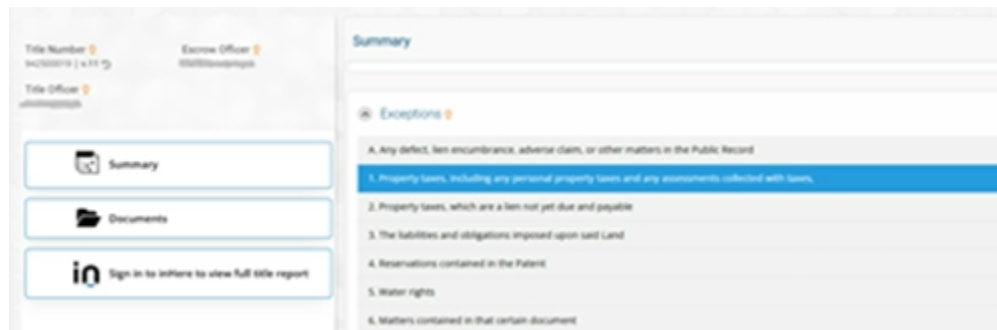 Title Number
Escrow Officer
Title Officer
Summary
Documents
Sign in to inHere to view full title report
Summary
Exceptions
A. Any defect, lien encumbrance, adverse claim, or other matters in the Public Record
1. Property taxes, including any personal property taxes and any assessments collected with taxes.
2. Property taxes, which are a lien not yet due and payable
3. The liabilities and obligations imposed upon said Land
4. Reservations contained in the Patent
5. Water rights
6. Matters contained in that certain document